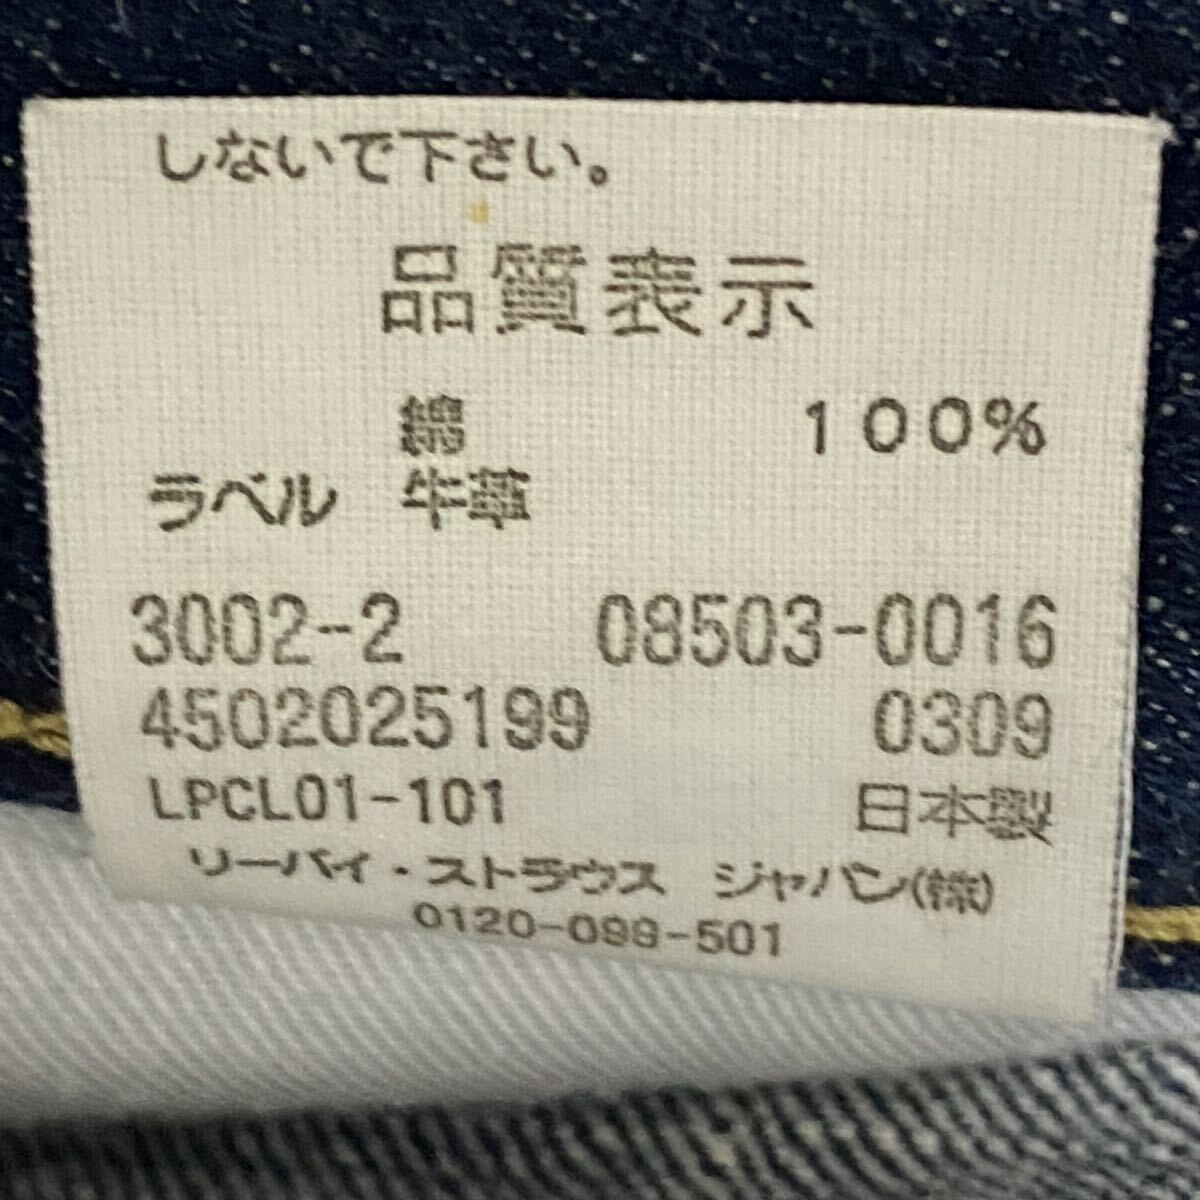 しないで下さい。
品質表示
綿 100%
ラベル 牛革
3002-2 08503-0016
4502025199 0309
LPCL01-101 日本製
リーバイ・ストラウス ジャパン(株)
0120-099-501